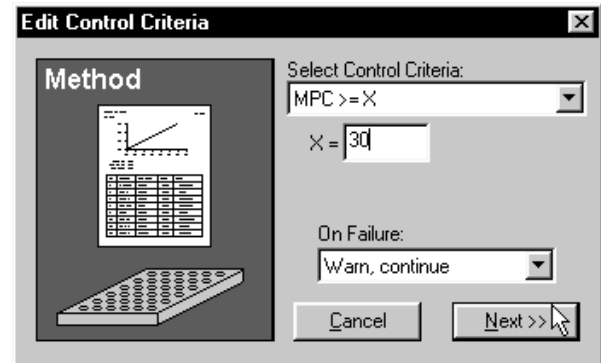 Edit Control Criteria
Method
Select Control Criteria:
MPC >= X
X = 30
On Failure:
Warn, continue
Cancel
Next >>